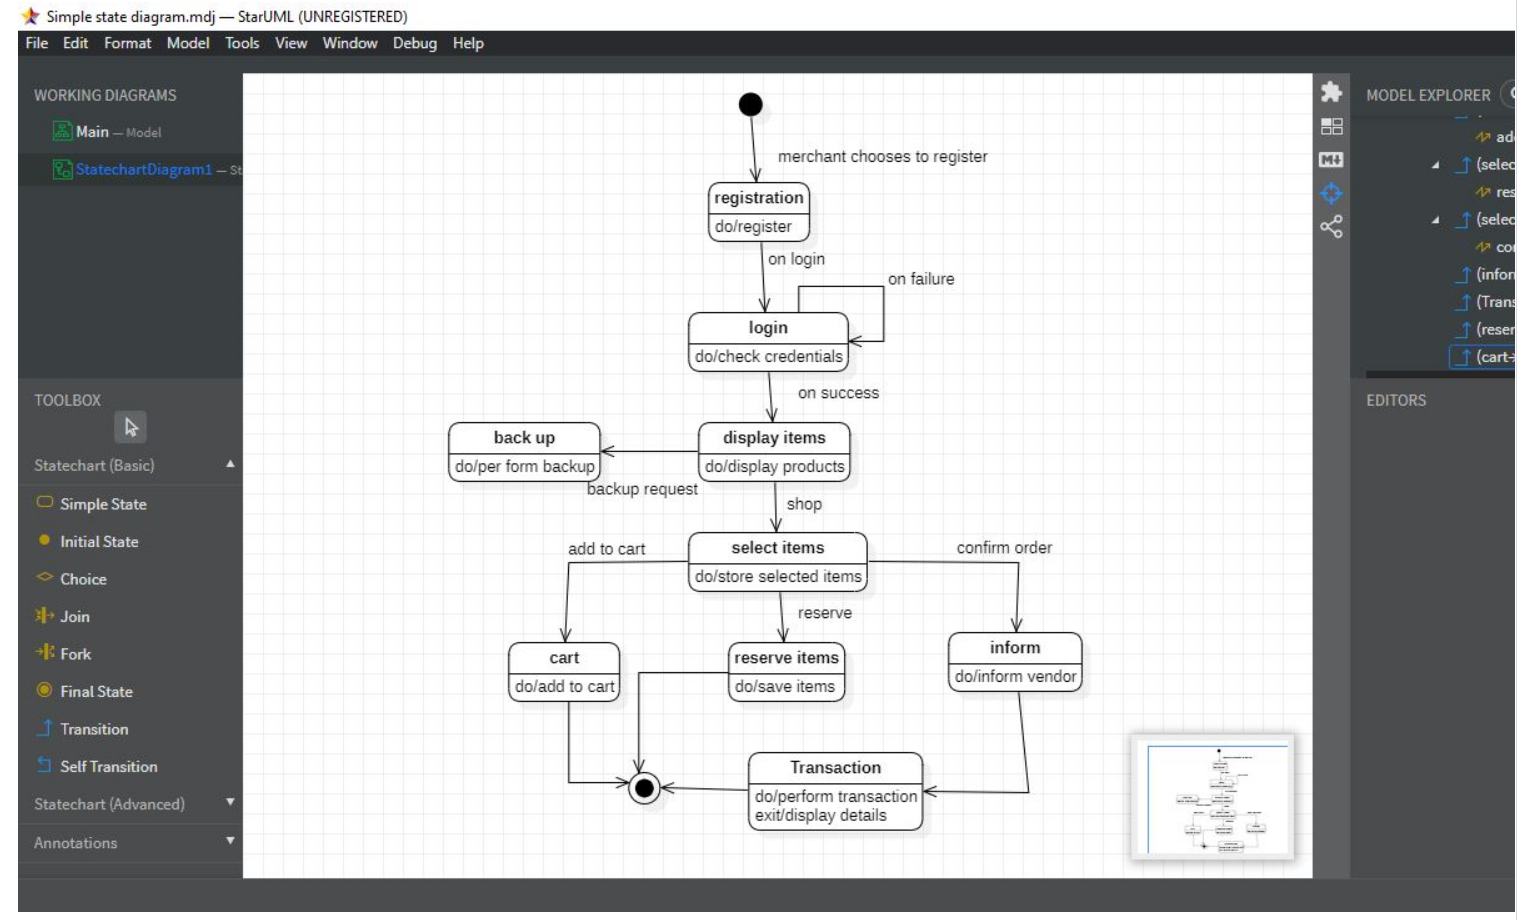 Simple state diagram.mdj — StarUML (UNREGISTERED)
File Edit Format Model Tools View Window Debug Help
WORKING DIAGRAMS
Main — Model
StatechartDiagram1 — St
TOOLBOX
Statechart (Basic)
Simple State
Initial State
Choice
Join
Fork
Final State
Transition
Self Transition
Statechart (Advanced)
Annotations
merchant chooses to register
registration
do/register
on login
on failure
login
do/check credentials
on success
back up
do/per form backup
display items
do/display products
backup request
shop
add to cart
select items
do/store selected items
confirm order
reserve
cart
do/add to cart
reserve items
do/save items
inform
do/inform vendor
Transaction
do/perform transaction
exit/display details
MODEL EXPLORER
ad
(selec
res
(selec
co
(infor
(Trans
(reser
(cart→
EDITORS